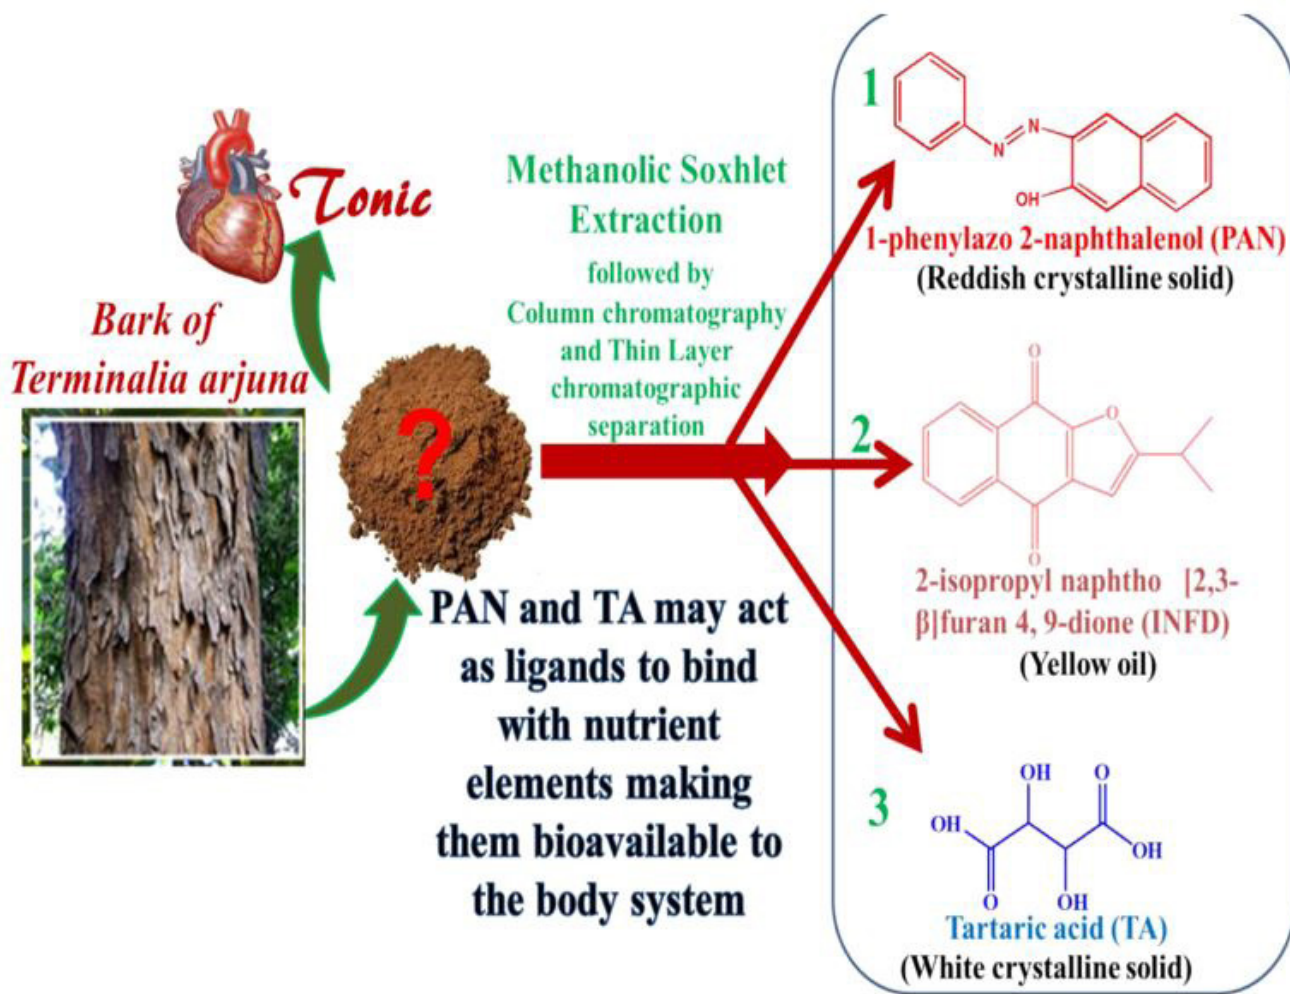 Tonic
Bark of
Terminalia arjuna
?
Methanolic Soxhlet
Extraction
followed by
Column chromatography
and Thin Layer
chromatographic
separation
PAN and TA may act
as ligands to bind
with nutrient
elements making
them bioavailable to
the body system
1
N
N
OH
1-phenylazo 2-naphthalenol (PAN)
(Reddish crystalline solid)
2
O
O
O
2-isopropyl naphtho [2,3-
β]furan 4, 9-dione (INFD)
(Yellow oil)
3
OH
O
OH
OH
O
OH
Tartaric acid (TA)
(White crystalline solid)